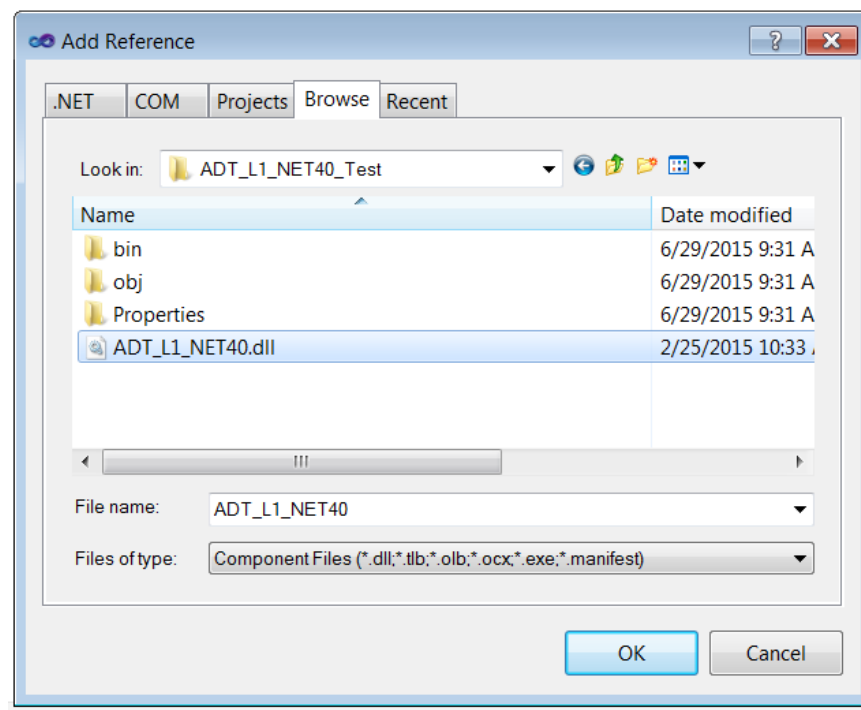 Add Reference
.NET COM Projects Browse Recent
Look in: ADT_L1_NET40_Test
Name Date modified
bin 6/29/2015 9:31 A
obj 6/29/2015 9:31 A
Properties 6/29/2015 9:31 A
ADT_L1_NET40.dll 2/25/2015 10:33
File name: ADT_L1_NET40
Files of type: Component Files (*.dll;*.tlb;*.olb;*.ocx;*.exe;*.manifest)
OK Cancel